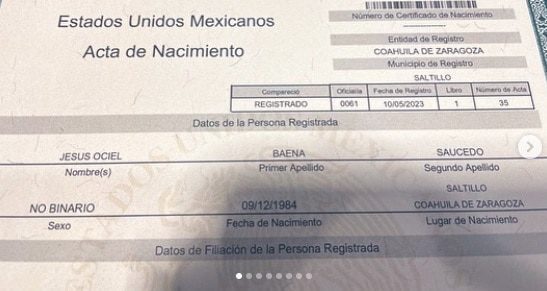 Estados Unidos Mexicanos
Acta de Nacimiento
Número de Certificado de Nacimiento
Entidad de Registro
COAHUILA DE ZARAGOZA
Municipio de Registro
SALTILLO
Compareció Oficialía Fecha de Registro Libro Número de Acta
REGISTRADO 0061 10/05/2023 1 35
Datos de la Persona Registrada
JESUS OCIEL BAENA SAUCEDO
Nombre(s) Primer Apellido Segundo Apellido
SALTILLO
NO BINARIO 09/12/1984 COAHUILA DE ZARAGOZA
Sexo Fecha de Nacimiento Lugar de Nacimiento
Datos de Filiación de la Persona Registrada